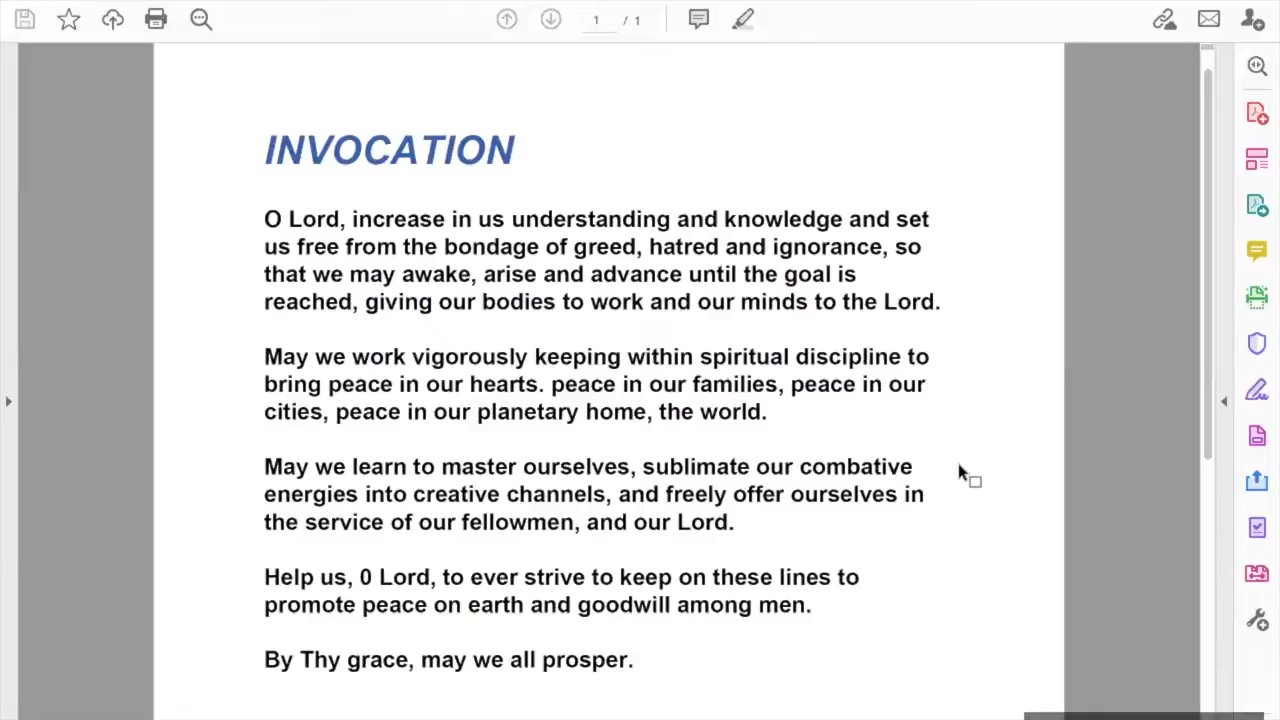 1 / 1
INVOCATION
O Lord, increase in us understanding and knowledge and set
us free from the bondage of greed, hatred and ignorance, so
that we may awake, arise and advance until the goal is
reached, giving our bodies to work and our minds to the Lord.
May we work vigorously keeping within spiritual discipline to
bring peace in our hearts. peace in our families, peace in our
cities, peace in our planetary home, the world.
May we learn to master ourselves, sublimate our combative
energies into creative channels, and freely offer ourselves in
the service of our fellowmen, and our Lord.
Help us, 0 Lord, to ever strive to keep on these lines to
promote peace on earth and goodwill among men.
By Thy grace, may we all prosper.